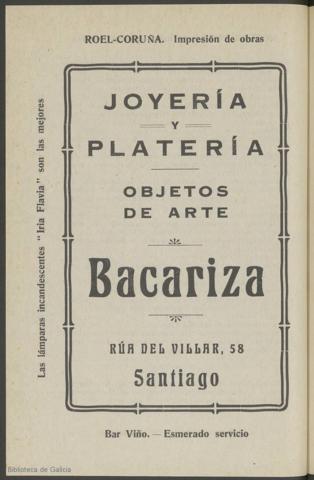 ROEL-CORUÑA. Impresión de obras
Las lámparas incandescentes "Iria Flavia" son las mejores
JOYERÍA
Y
PLATERÍA
OBJETOS
DE ARTE
Bacariza
RÚA DEL VILLAR, 58
Santiago
Bar Viño. — Esmerado servicio
Biblioteca de Galicia